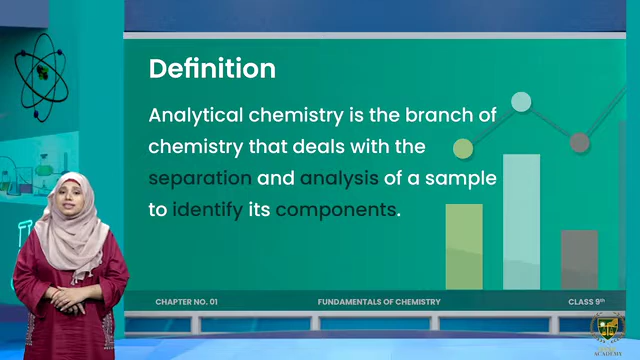 Definition
Analytical chemistry is the branch of
chemistry that deals with the
separation and analysis of a sample
to identify its components.
CHAPTER NO. 01 FUNDAMENTALS OF CHEMISTRY CLASS 9th
ACADEMY